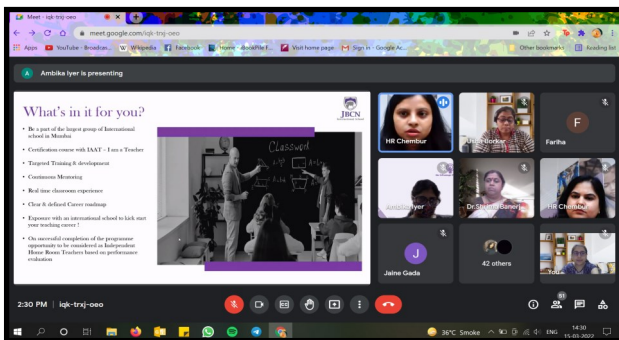 Meet - iqk-trxj-oeo
meet.google.com/iqk-trxj-oeo
Apps YouTube - Broadcas... Wikipedia Facebook Home - BookFile F... Visit home page Sign in - Google Ac... Other bookmarks Reading list
A Ambika Iyer is presenting
What's in it for you?
JBCN
• Be a part of the largest group of International
school in Mumbai
• Certification course with IAAT – I am a Teacher
• Targeted Training & development
• Continuous Mentoring
• Real time classroom experience
• Clear & defined Career roadmap
• Exposure with an international school to kick start
your teaching career !
• On successful completion of the programme
opportunity to be considered as Independent
Home Room Teachers based on performance
evaluation
Classword
HR Chembur
F
Fariha
Ambika Iyer
HR Chembur
J
Jaine Gada
42 others
You
2:30 PM | iqk-trxj-oeo
51
36°C Smoke
ENG
14:30
15-03-2022